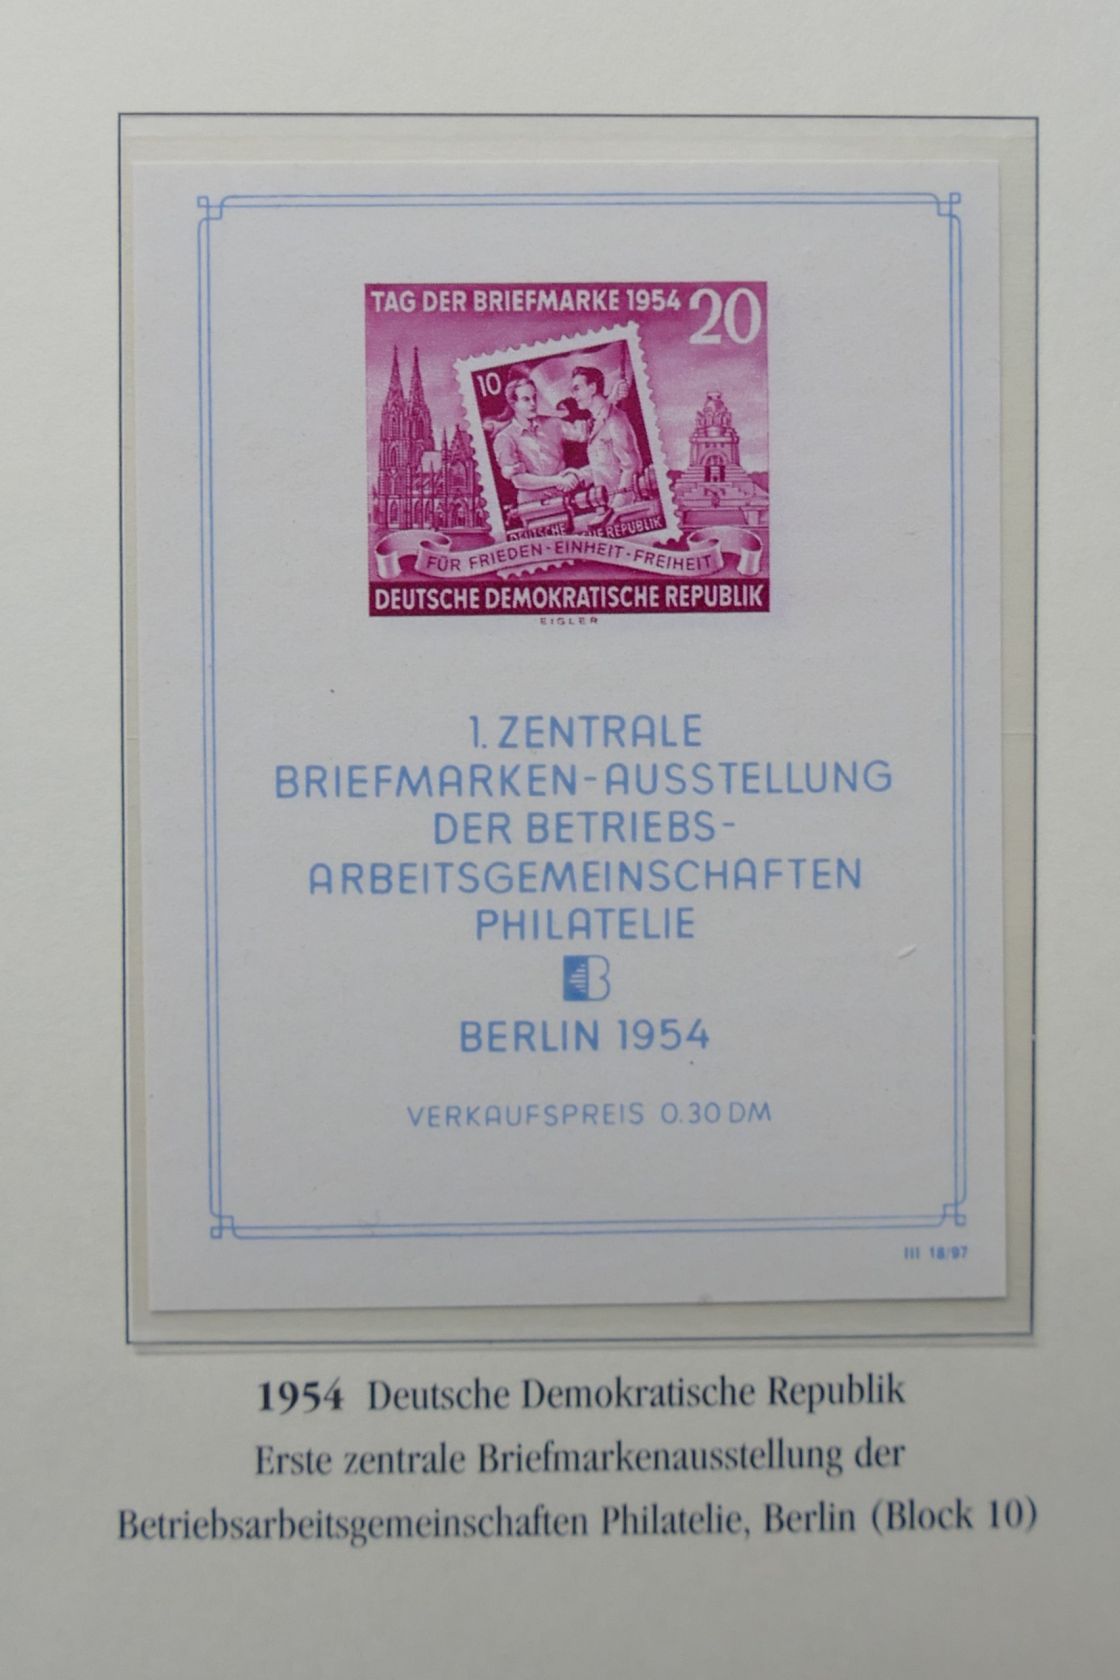 TAG DER BRIEFMARKE 1954 20
10
DEUTSCHE REPUBLIK
FÜR FRIEDEN·EINHEIT·FREIHEIT
DEUTSCHE DEMOKRATISCHE REPUBLIK
EIGLER
1. ZENTRALE
BRIEFMARKEN-AUSSTELLUNG
DER BETRIEBS-
ARBEITSGEMEINSCHAFTEN
PHILATELIE
B
BERLIN 1954
VERKAUFSPREIS 0.30 DM
III 18/97
1954 Deutsche Demokratische Republik
Erste zentrale Briefmarkenausstellung der
Betriebsarbeitsgemeinschaften Philatelie, Berlin (Block 10)